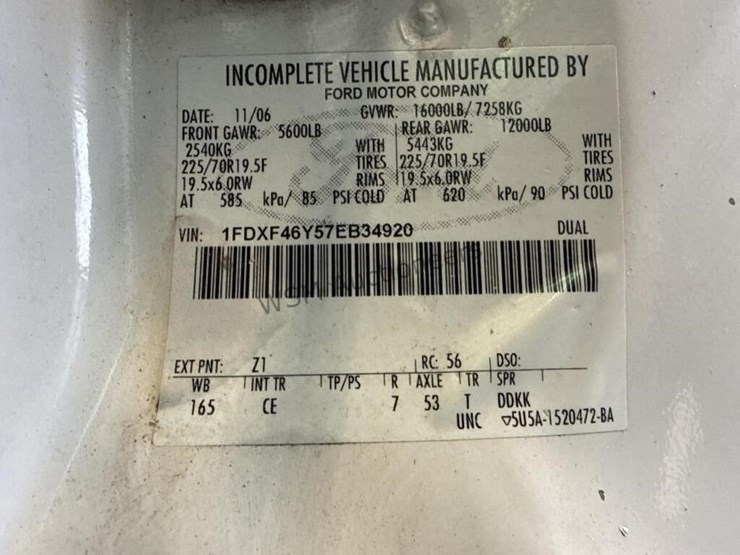 INCOMPLETE VEHICLE MANUFACTURED BY
FORD MOTOR COMPANY
DATE: 11/06 GVWR: 16000LB/ 7258KG
FRONT GAWR: 5600LB REAR GAWR: 12000LB
2540KG WITH 5443KG WITH
225/70R19.5F TIRES 225/70R19.5F TIRES
19.5x6.0RW RIMS 19.5x6.0RW RIMS
AT 585 kPa/ 85 PSI COLD AT 620 kPa/ 90 PSI COLD
VIN: 1FDXF46Y57EB34920 DUAL
WSM Auctioneers
EXT PNT: Z1 RC: 56 DSO:
WB INT TR TP/PS R AXLE TR SPR
165 CE 7 53 T DDKK
UNC ▽5U5A-1520472-BA